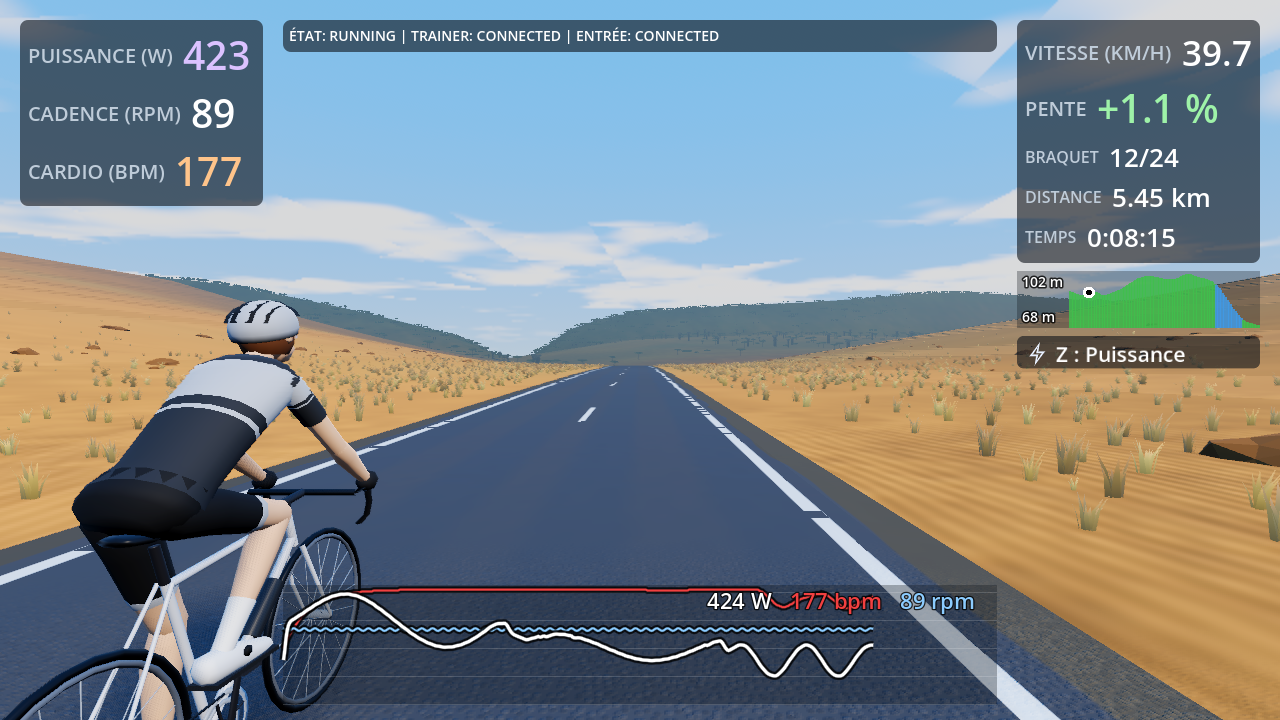 PUISSANCE (W) 423
CADENCE (RPM) 89
CARDIO (BPM) 177
ÉTAT: RUNNING | TRAINER: CONNECTED | ENTRÉE: CONNECTED
VITESSE (KM/H) 39.7
PENTE +1.1 %
BRAQUET 12/24
DISTANCE 5.45 km
TEMPS 0:08:15
102 m
68 m
Z : Puissance
424 W 177 bpm 89 rpm